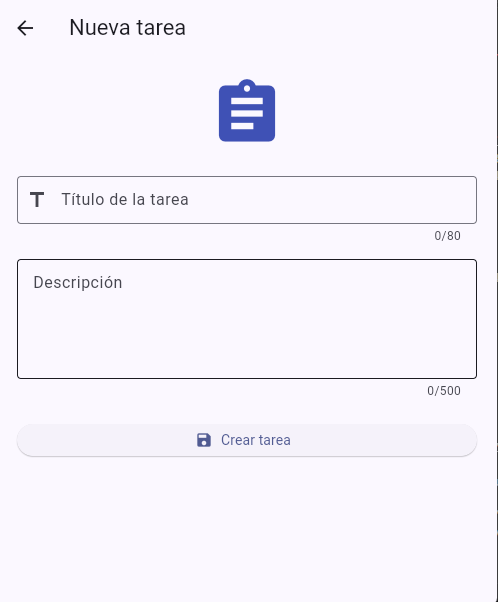 Nueva tarea
Título de la tarea
0/80
Descripción
0/500
Crear tarea